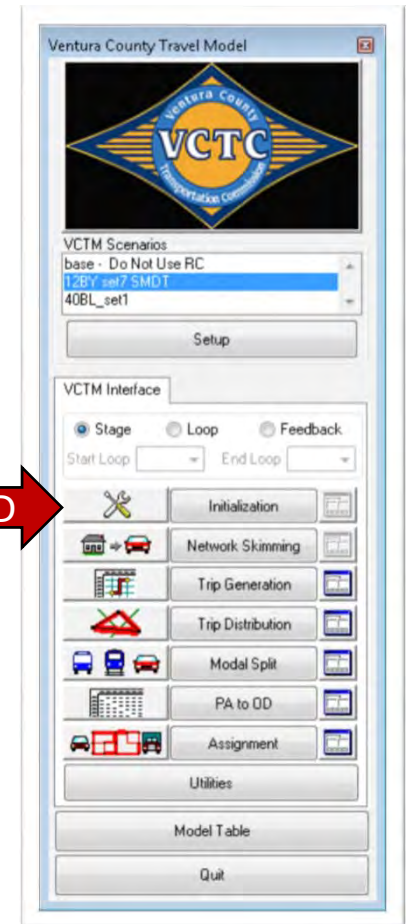 Ventura County Travel Model
Ventura County
VCTC
Transportation Commission
VCTM Scenarios
base - Do Not Use RC
12BY set7 SMDT
40BL_set1
Setup
VCTM Interface
Stage Loop Feedback
Start Loop End Loop
Initialization
Network Skimming
Trip Generation
Trip Distribution
Modal Split
PA to OD
Assignment
Utilities
Model Table
Quit